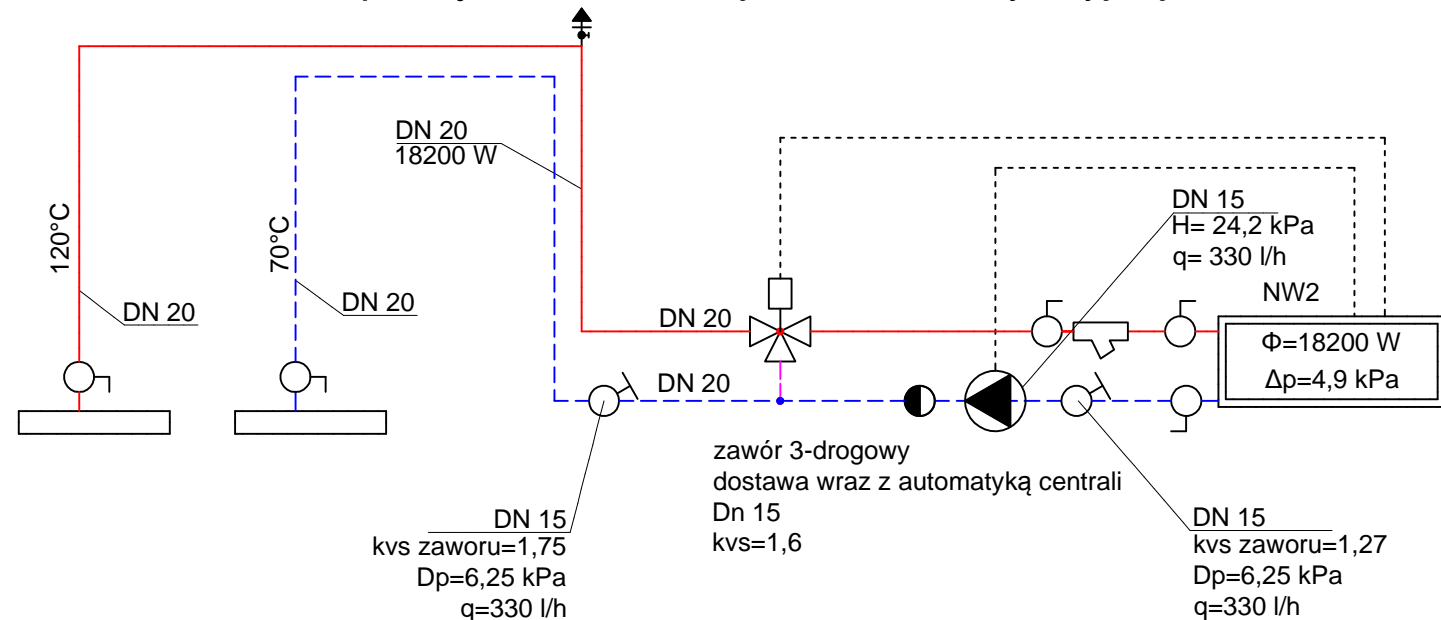 DN 20
18200 W
120°C
70°C
DN 20
DN 20
DN 15
H= 24,2 kPa
q= 330 l/h
NW2
DN 20
Φ=18200 W
Δp=4,9 kPa
DN 20
zawór 3-drogowy
dostawa wraz z automatyką centrali
Dn 15
kvs=1,6
DN 15
kvs zaworu=1,75
Dp=6,25 kPa
q=330 l/h
DN 15
kvs zaworu=1,27
Dp=6,25 kPa
q=330 l/h